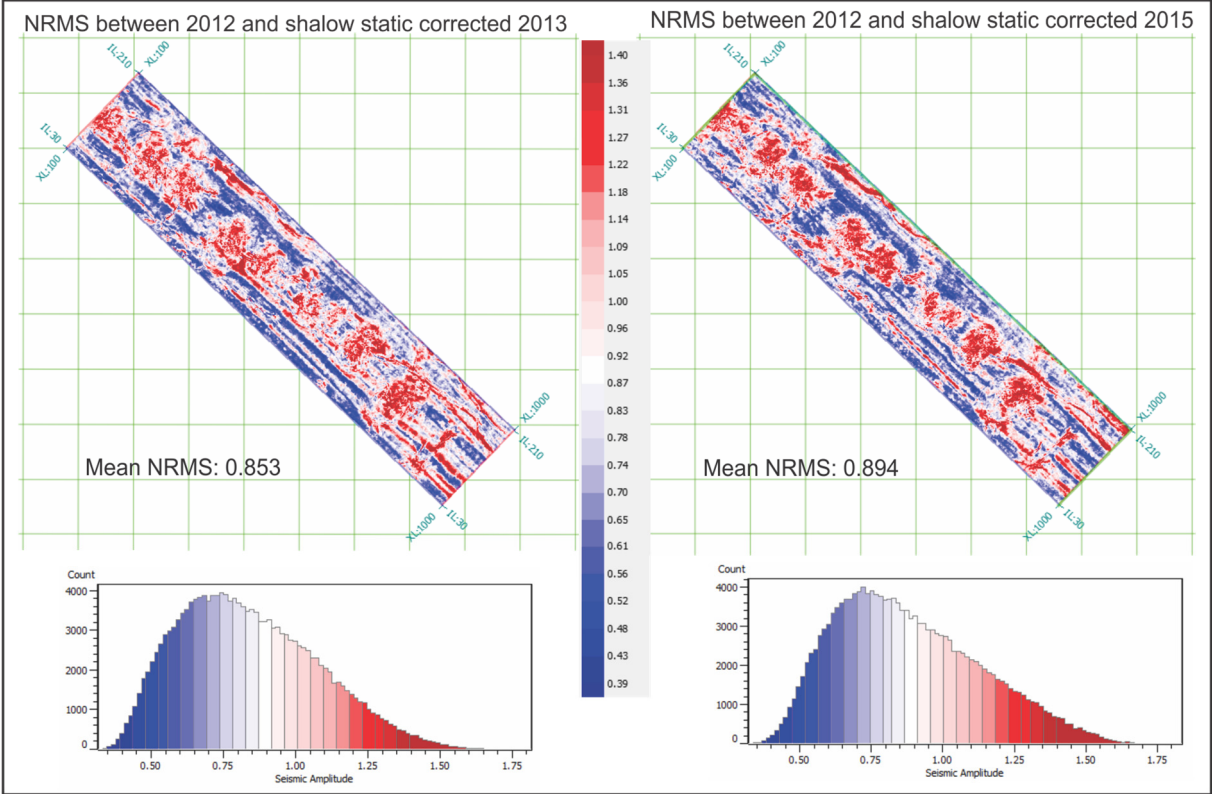 NRMS between 2012 and shalow static corrected 2013
NRMS between 2012 and shalow static corrected 2015
IL:210
XL:100
IL:30
XL:100
XL:1000
IL:210
XL:1000
IL:30
Mean NRMS: 0.853
1.40
1.36
1.31
1.27
1.22
1.18
1.14
1.09
1.05
1.00
0.96
0.92
0.87
0.83
0.78
0.74
0.70
0.65
0.61
0.56
0.52
0.48
0.43
0.39
IL:210
XL:100
IL:30
XL:100
XL:1000
IL:210
XL:1000
IL:30
Mean NRMS: 0.894
Count
4000
3000
2000
1000
0
0.50 0.75 1.00 1.25 1.50 1.75
Seismic Amplitude
Count
4000
3000
2000
1000
0
0.50 0.75 1.00 1.25 1.50 1.75
Seismic Amplitude